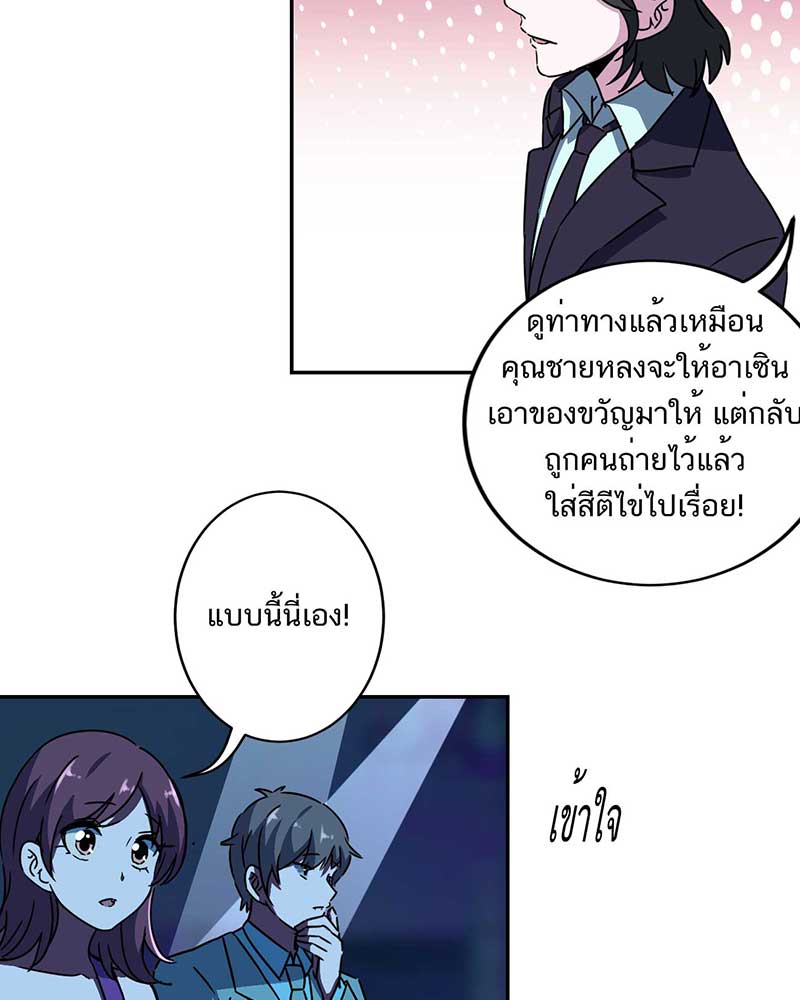 ดูท่าทางแล้วเหมือน
คุณชายหลงจะให้อาเซิน
เอาของขวัญมาให้ แต่กลับ
ถูกคนถ่ายไว้แล้ว
ใส่สีตีไข่ไปเรื่อย!
แบบนี้นี่เอง!
เข้าใจ